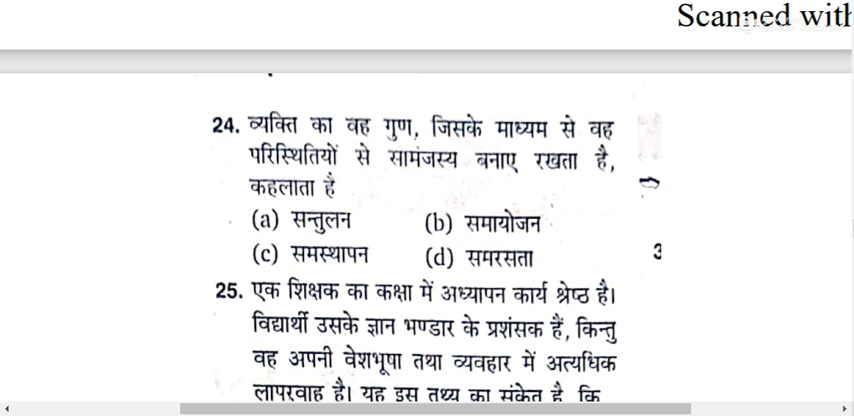 Scanned with
24. व्यक्ति का वह गुण, जिसके माध्यम से वह
परिस्थितियों से सामंजस्य बनाए रखता है,
कहलाता है
(a) सन्तुलन (b) समायोजन
(c) समस्थापन (d) समरसता
3
25. एक शिक्षक का कक्षा में अध्यापन कार्य श्रेष्ठ है।
विद्यार्थी उसके ज्ञान भण्डार के प्रशंसक हैं, किन्तु
वह अपनी वेशभूषा तथा व्यवहार में अत्यधिक
लापरवाह है। यह इस तथ्य का संकेत है कि